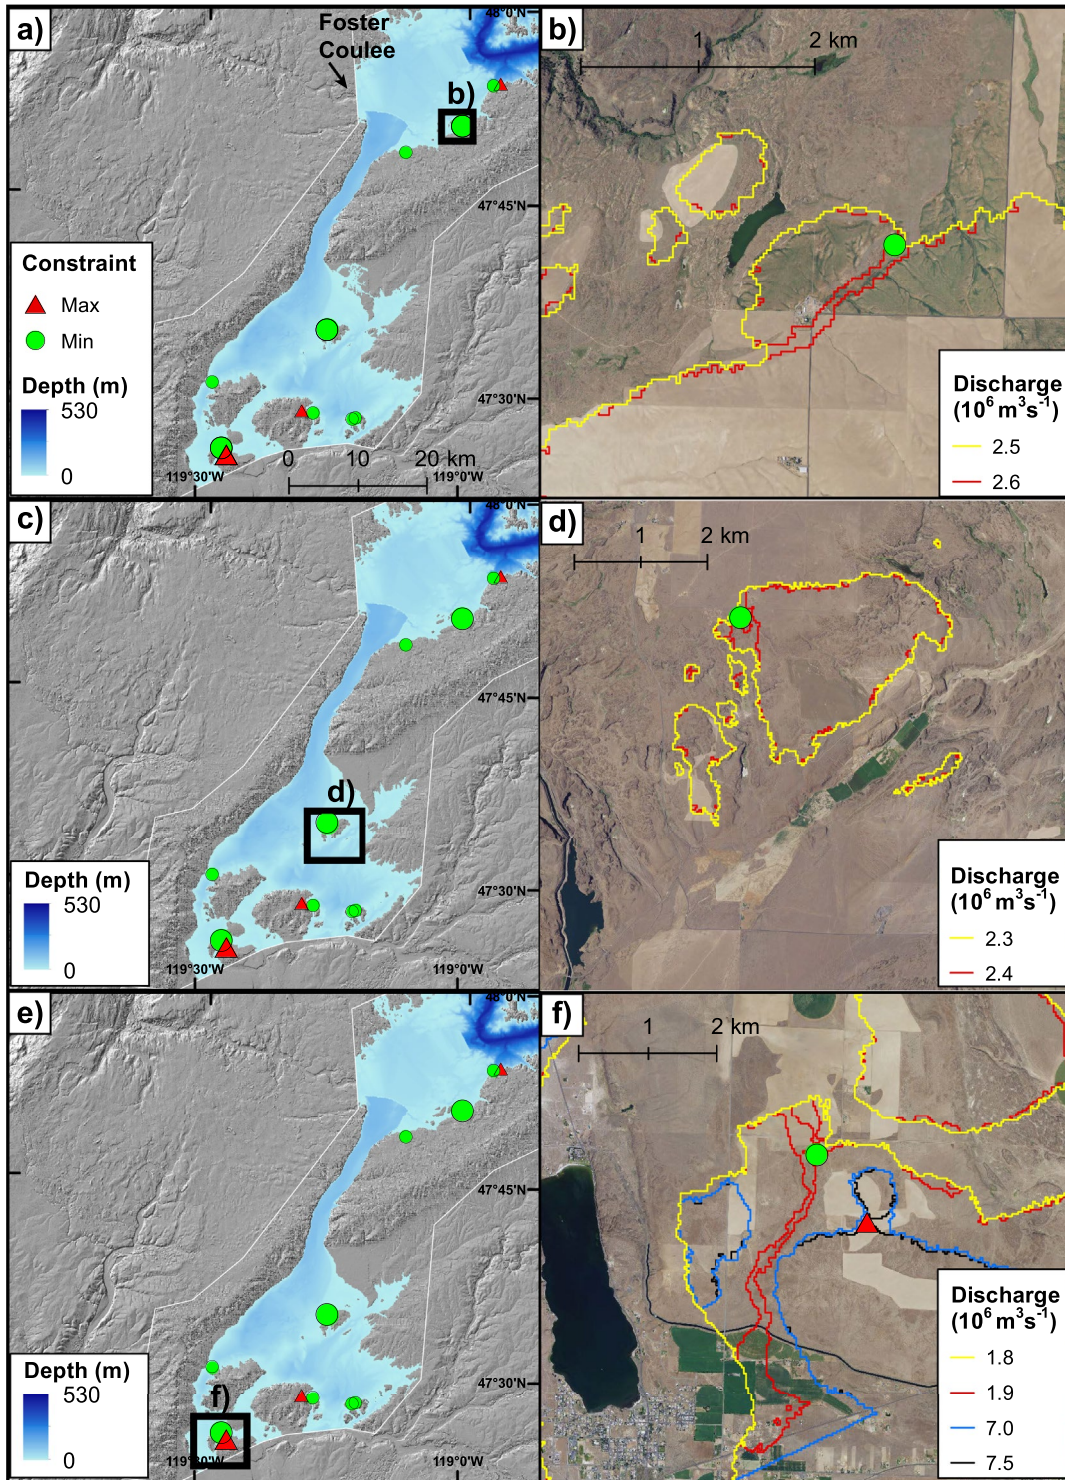 a)
Foster
Coulee
48°0'N
b)
47°45'N
Constraint
Max
Min
Depth (m)
530
0
47°30'N
0 10 20 km
119°30'W
119°0'W
b)
1 2 km
Discharge
(10⁶ m³s⁻¹)
2.5
2.6
c)
48°0'N
47°45'N
d)
47°30'N
Depth (m)
530
0
119°30'W
119°0'W
d)
1 2 km
Discharge
(10⁶ m³s⁻¹)
2.3
2.4
e)
48°0'N
47°45'N
47°30'N
Depth (m)
530
0
f)
119°30'W
119°0'W
f)
1 2 km
Discharge
(10⁶ m³s⁻¹)
1.8
1.9
7.0
7.5